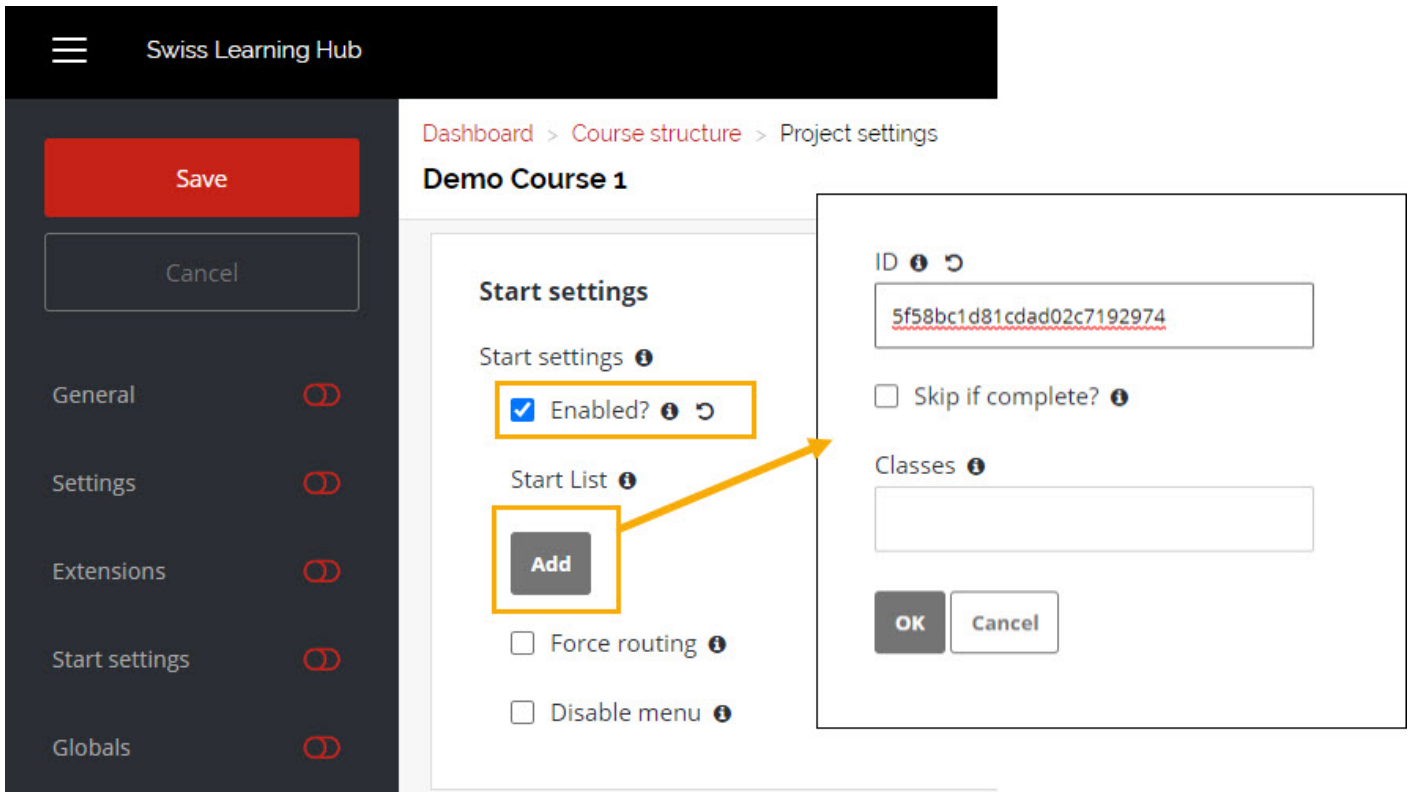 Swiss Learning Hub
Save
Cancel
General
Settings
Extensions
Start settings
Globals
Dashboard > Course structure > Project settings
Demo Course 1
Start settings
Start settings
Enabled?
Start List
Add
Force routing
Disable menu
ID
5f58bc1d81cdad02c7192974
Skip if complete?
Classes
OK Cancel